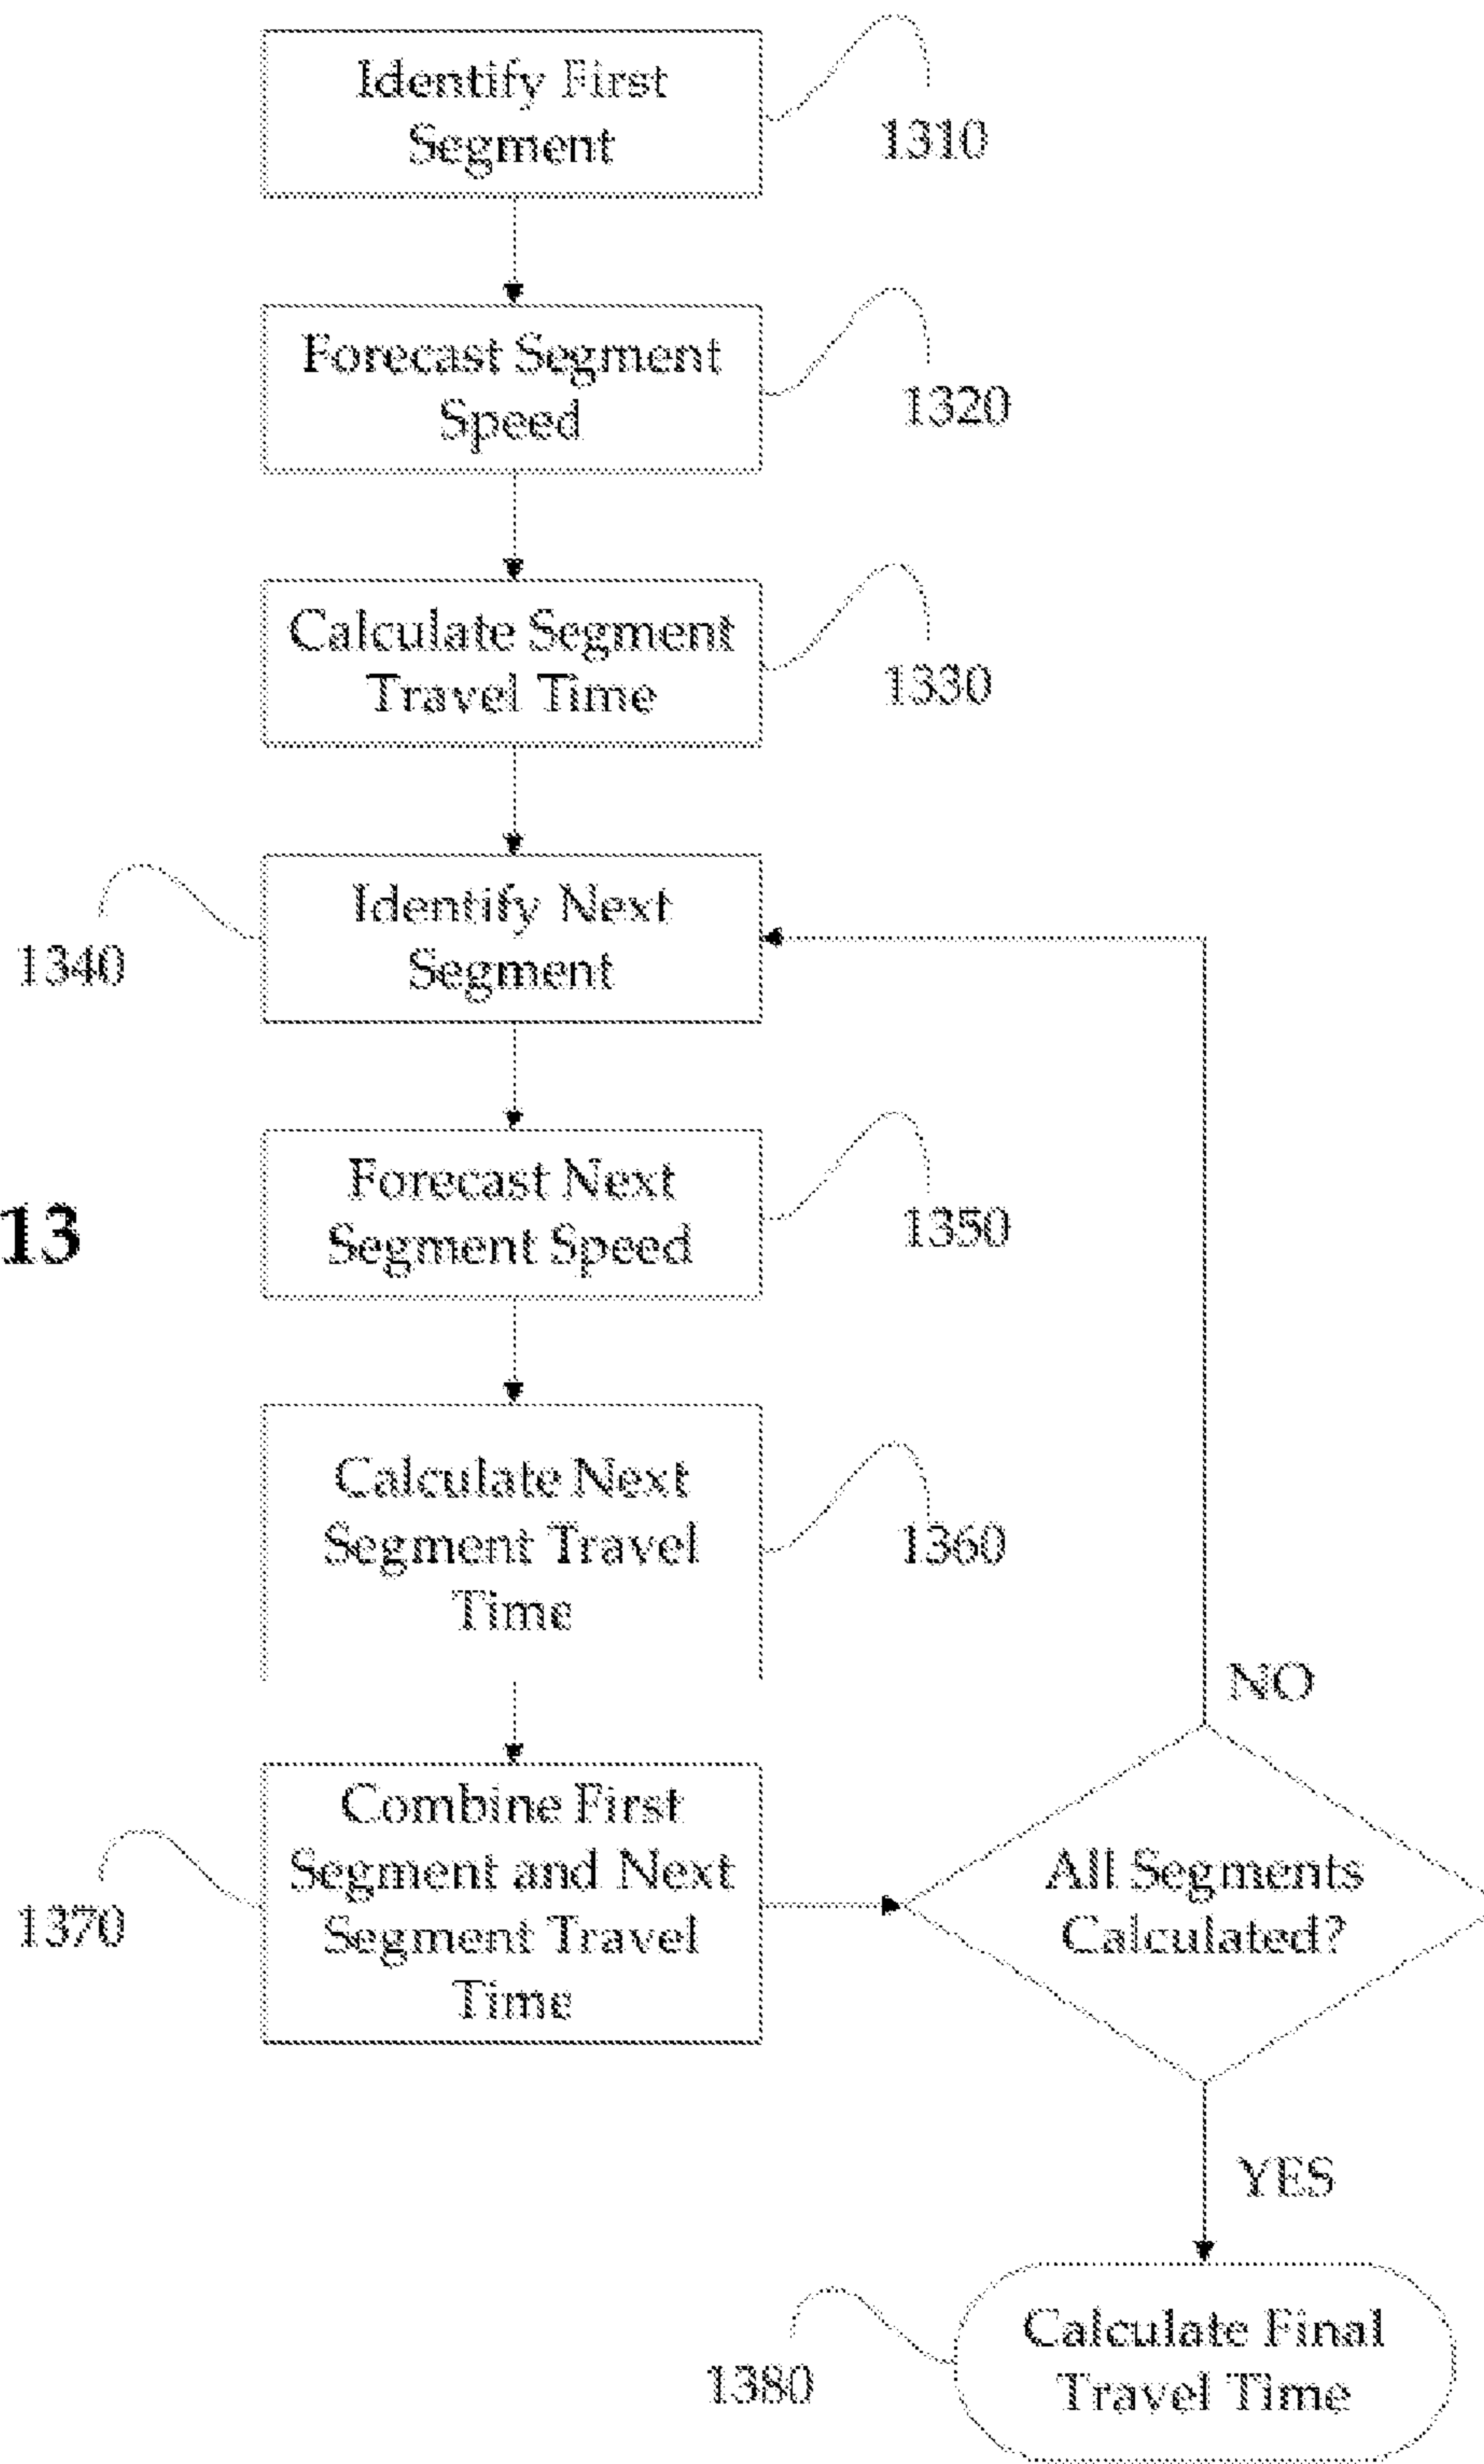 Identify First
Segment
1310
Forecast Segment
Speed
1320
Calculate Segment
Travel Time
1330
Identify Next
Segment
1340
Forecast Next
Segment Speed
1350
13
Calculate Next
Segment Travel
Time
1360
NO
Combine First
Segment and Next
Segment Travel
Time
1370
All Segments
Calculated?
YES
Calculate Final
Travel Time
1380